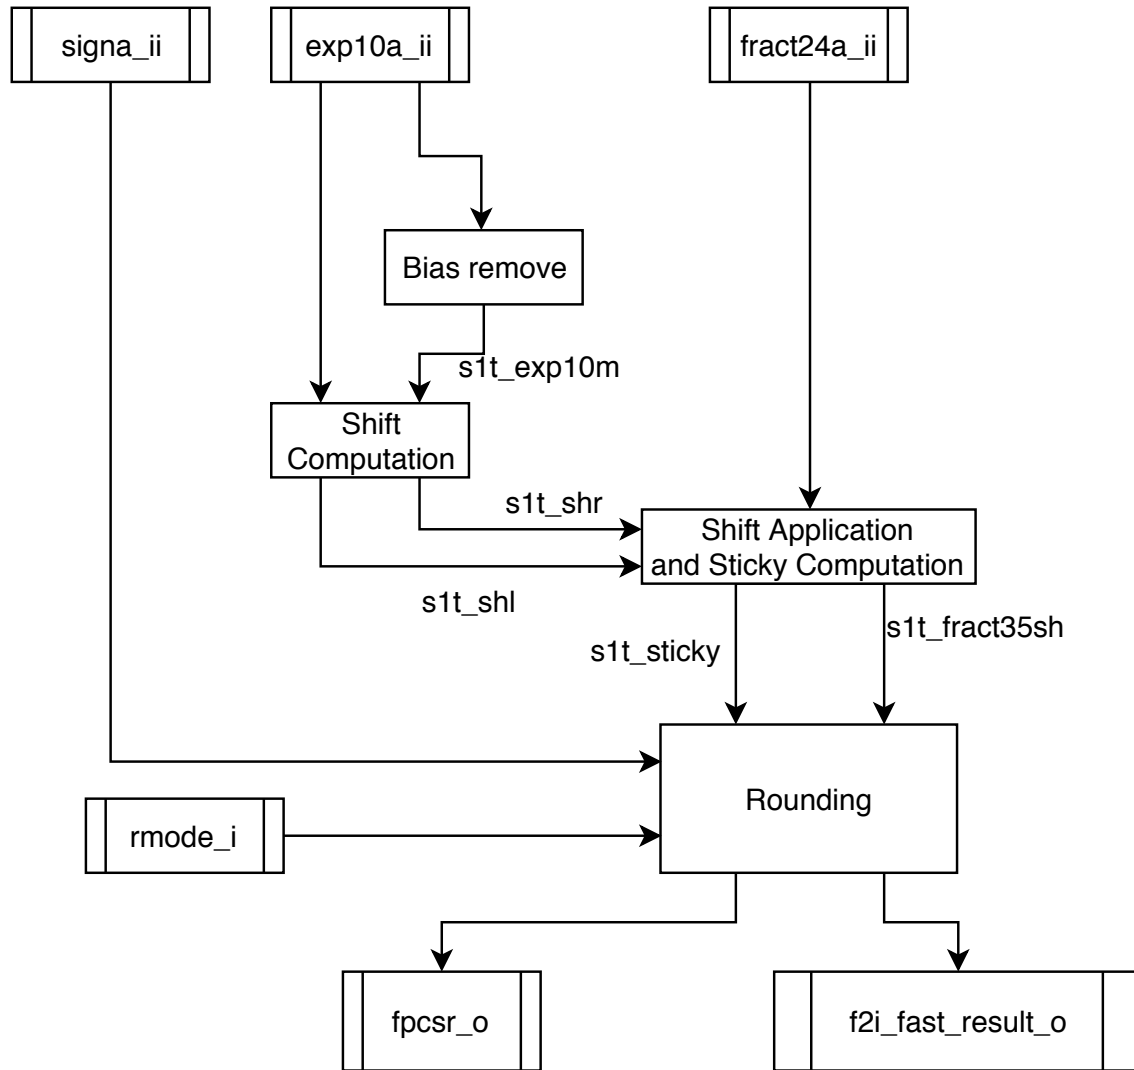 signa_ii
exp10a_ii
fract24a_ii
Bias remove
s1t_exp10m
Shift
Computation
s1t_shr
Shift Application
and Sticky Computation
s1t_shl
s1t_fract35sh
s1t_sticky
Rounding
rmode_i
fpcsr_o
f2i_fast_result_o